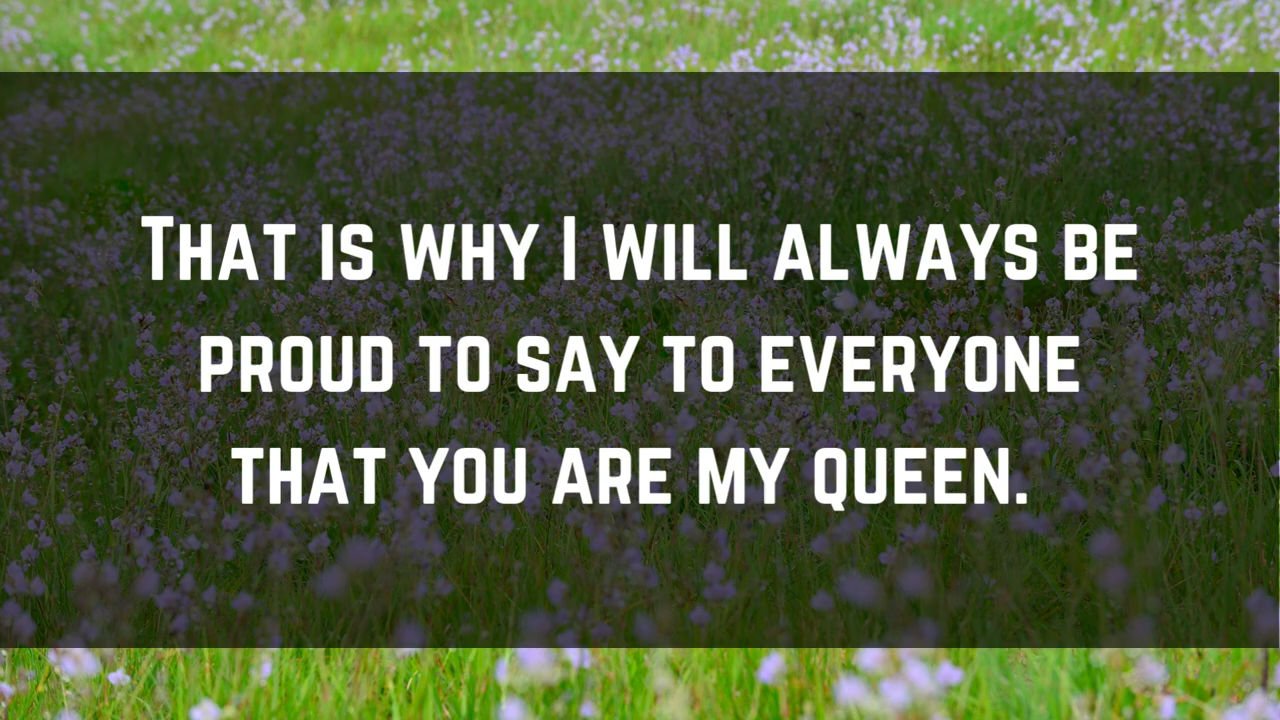 That is why I will always be
proud to say to everyone
that you are my queen.